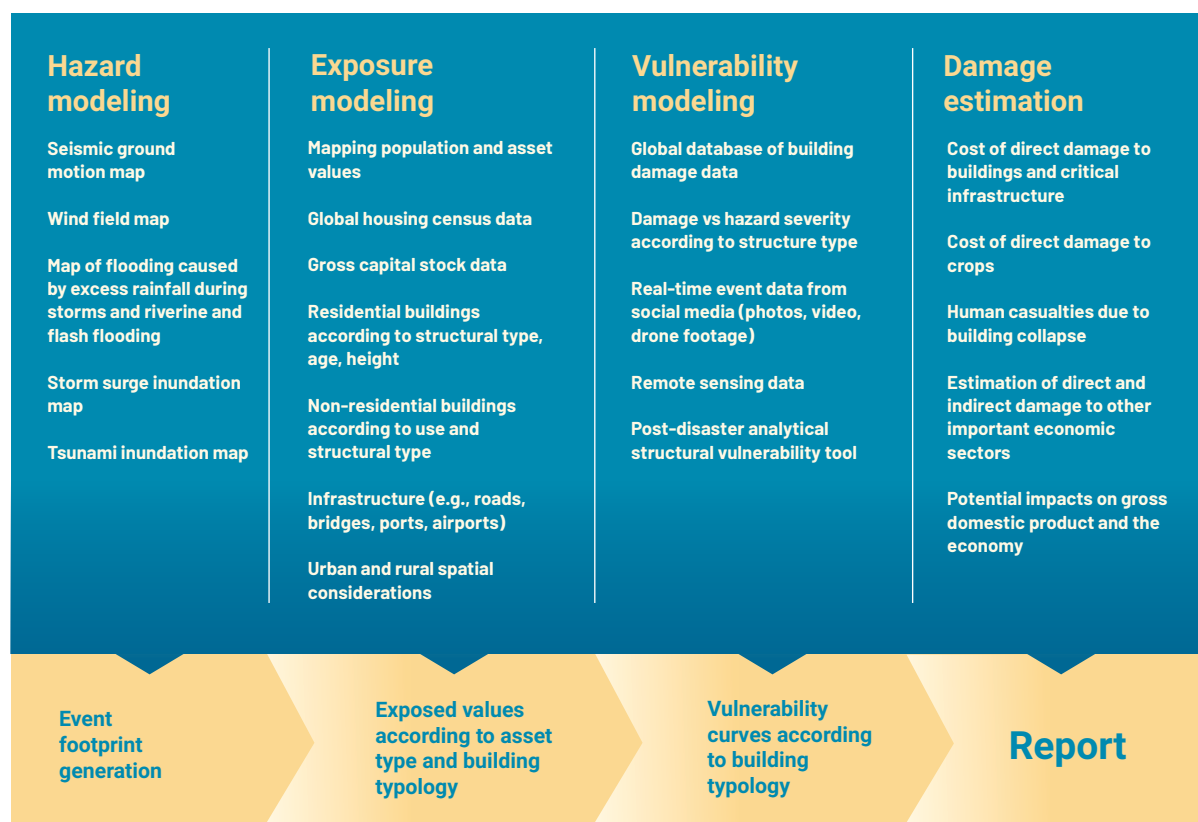 Hazard
modeling
Seismic ground
motion map
Wind field map
Map of flooding caused
by excess rainfall during
storms and riverine and
flash flooding
Storm surge inundation
map
Tsunami inundation map
Exposure
modeling
Mapping population and asset
values
Global housing census data
Gross capital stock data
Residential buildings
according to structural type,
age, height
Non-residential buildings
according to use and
structural type
Infrastructure (e.g., roads,
bridges, ports, airports)
Urban and rural spatial
considerations
Vulnerability
modeling
Global database of building
damage data
Damage vs hazard severity
according to structure type
Real-time event data from
social media (photos, video,
drone footage)
Remote sensing data
Post-disaster analytical
structural vulnerability tool
Damage
estimation
Cost of direct damage to
buildings and critical
infrastructure
Cost of direct damage to
crops
Human casualties due to
building collapse
Estimation of direct and
indirect damage to other
important economic
sectors
Potential impacts on gross
domestic product and the
economy
Event
footprint
generation
Exposed values
according to asset
type and building
typology
Vulnerability
curves according
to building
typology
Report